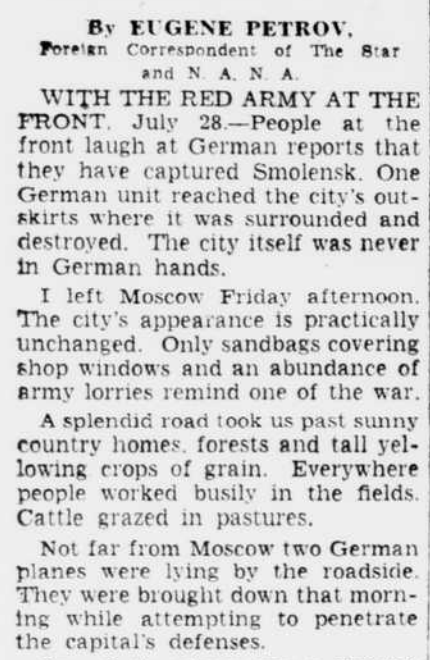 By EUGENE PETROV,
Foreign Correspondent of The Star
and N. A. N. A.
WITH THE RED ARMY AT THE
FRONT, July 28.—People at the
front laugh at German reports that
they have captured Smolensk. One
German unit reached the city's out-
skirts where it was surrounded and
destroyed. The city itself was never
in German hands.
I left Moscow Friday afternoon.
The city's appearance is practically
unchanged. Only sandbags covering
shop windows and an abundance of
army lorries remind one of the war.
A splendid road took us past sunny
country homes, forests and tall yel-
lowing crops of grain. Everywhere
people worked busily in the fields.
Cattle grazed in pastures.
Not far from Moscow two German
planes were lying by the roadside.
They were brought down that morn-
ing while attempting to penetrate
the capital's defenses.